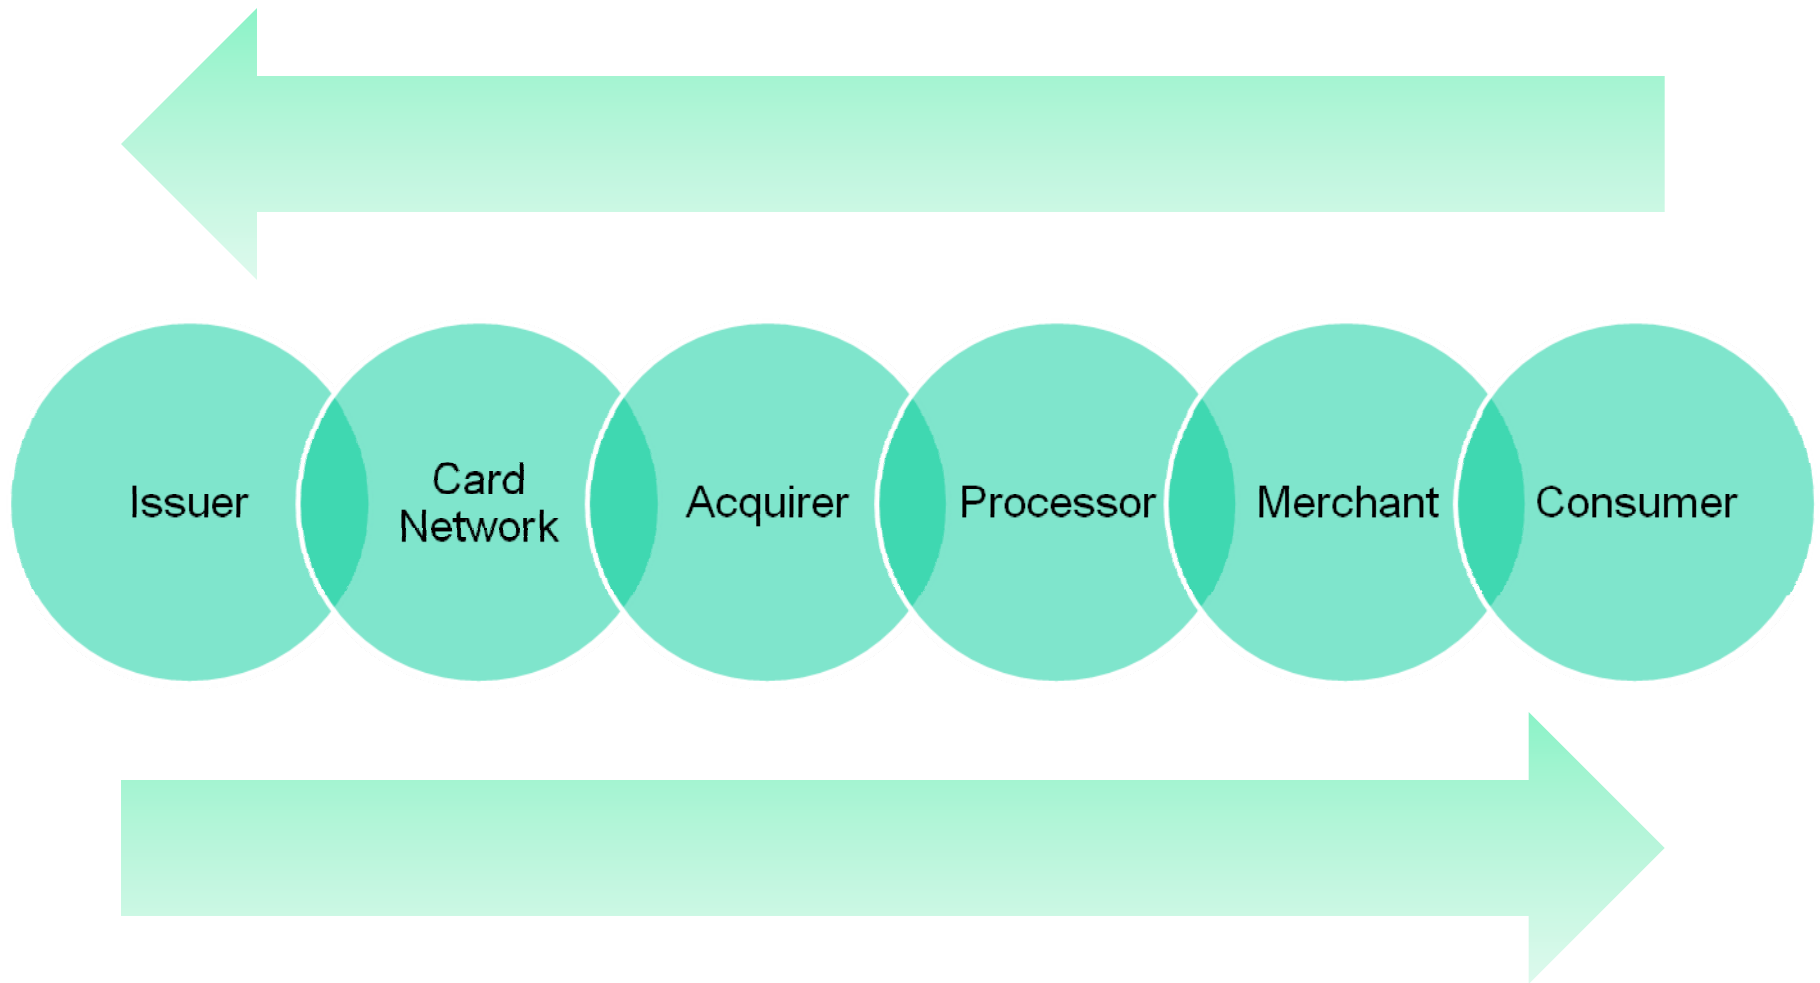 Issuer
Card
Network
Acquirer
Processor
Merchant
Consumer